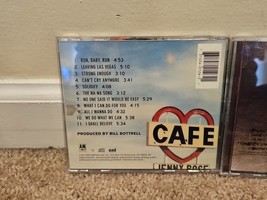 1. RUN, BABY, RUN • 4:53
2. LEAVING LAS VEGAS • 5:10
3. STRONG ENOUGH • 3:10
4. CAN'T CRY ANYMORE • 3:41
5. SOLIDIFY • 4:08
6. THE NA-NA SONG • 3:12
7. NO ONE SAID IT WOULD BE EASY • 5:29
8. WHAT I CAN DO FOR YOU • 4:15
9. ALL I WANNA DO • 4:32
10. WE DO WHAT WE CAN • 5:39
11. I SHALL BELIEVE • 5:34
PRODUCED BY BILL BOTTRELL
CAFE
JENNY ROSE